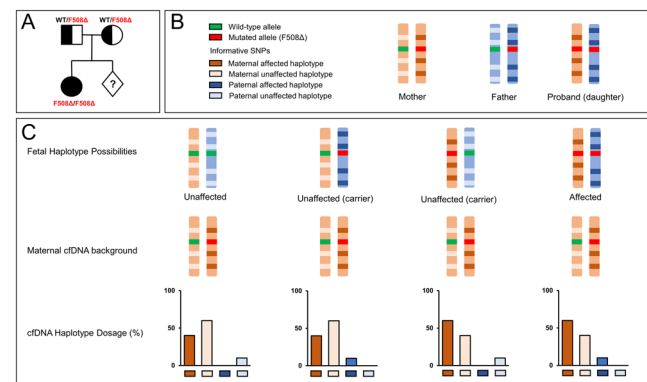 A
WT/F508Δ WT/F508Δ
?
F508Δ/F508Δ
B
Wild-type allele
Mutated allele (F508Δ)
Informative SNPs
Maternal affected haplotype
Maternal unaffected haplotype
Paternal affected haplotype
Paternal unaffected haplotype
Mother Father Proband (daughter)
C
Fetal Haplotype Possibilities
Unaffected Unaffected (carrier) Unaffected (carrier) Affected
Maternal cfDNA background
cfDNA Haplotype Dosage (%)
100 100 100 100
50 50 50 50
0 0 0 0